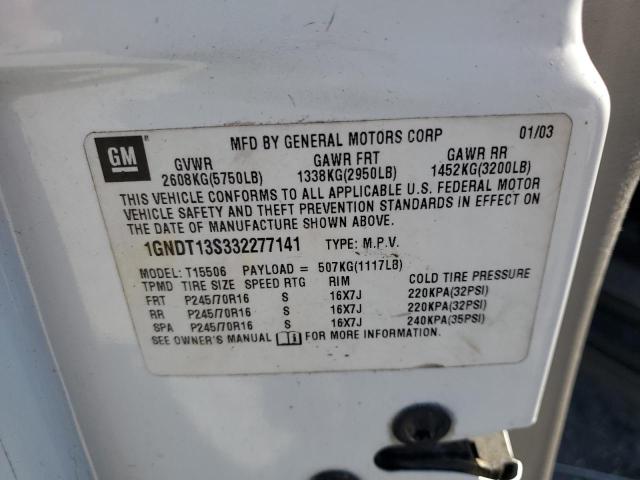 GM
MFD BY GENERAL MOTORS CORP 01/03
GVWR GAWR FRT GAWR RR
2608KG(5750LB) 1338KG(2950LB) 1452KG(3200LB)
THIS VEHICLE CONFORMS TO ALL APPLICABLE U.S. FEDERAL MOTOR
VEHICLE SAFETY AND THEFT PREVENTION STANDARDS IN EFFECT ON
THE DATE OF MANUFACTURE SHOWN ABOVE.
1GNDT13S332277141 TYPE: M.P.V.
MODEL: T15506 PAYLOAD = 507KG(1117LB)
TPMD TIRE SIZE SPEED RTG RIM COLD TIRE PRESSURE
FRT P245/70R16 S 16X7J 220KPA(32PSI)
RR P245/70R16 S 16X7J 220KPA(32PSI)
SPA P245/70R16 S 16X7J 240KPA(35PSI)
SEE OWNER'S MANUAL FOR MORE INFORMATION.